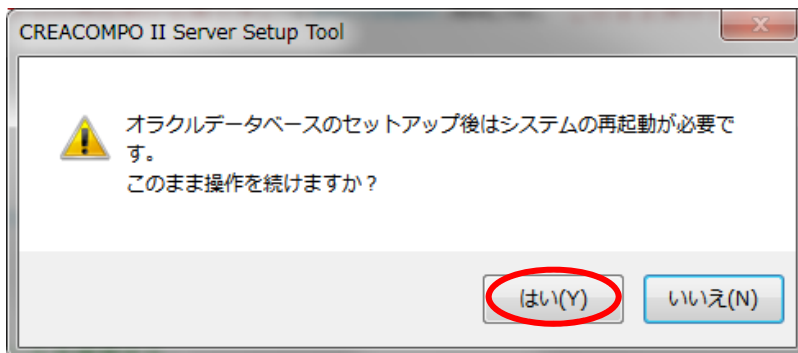 CREACOMPO II Server Setup Tool
オラクルデータベースのセットアップ後はシステムの再起動が必要で
す。
このまま操作を続けますか？
はい(Y)
いいえ(N)